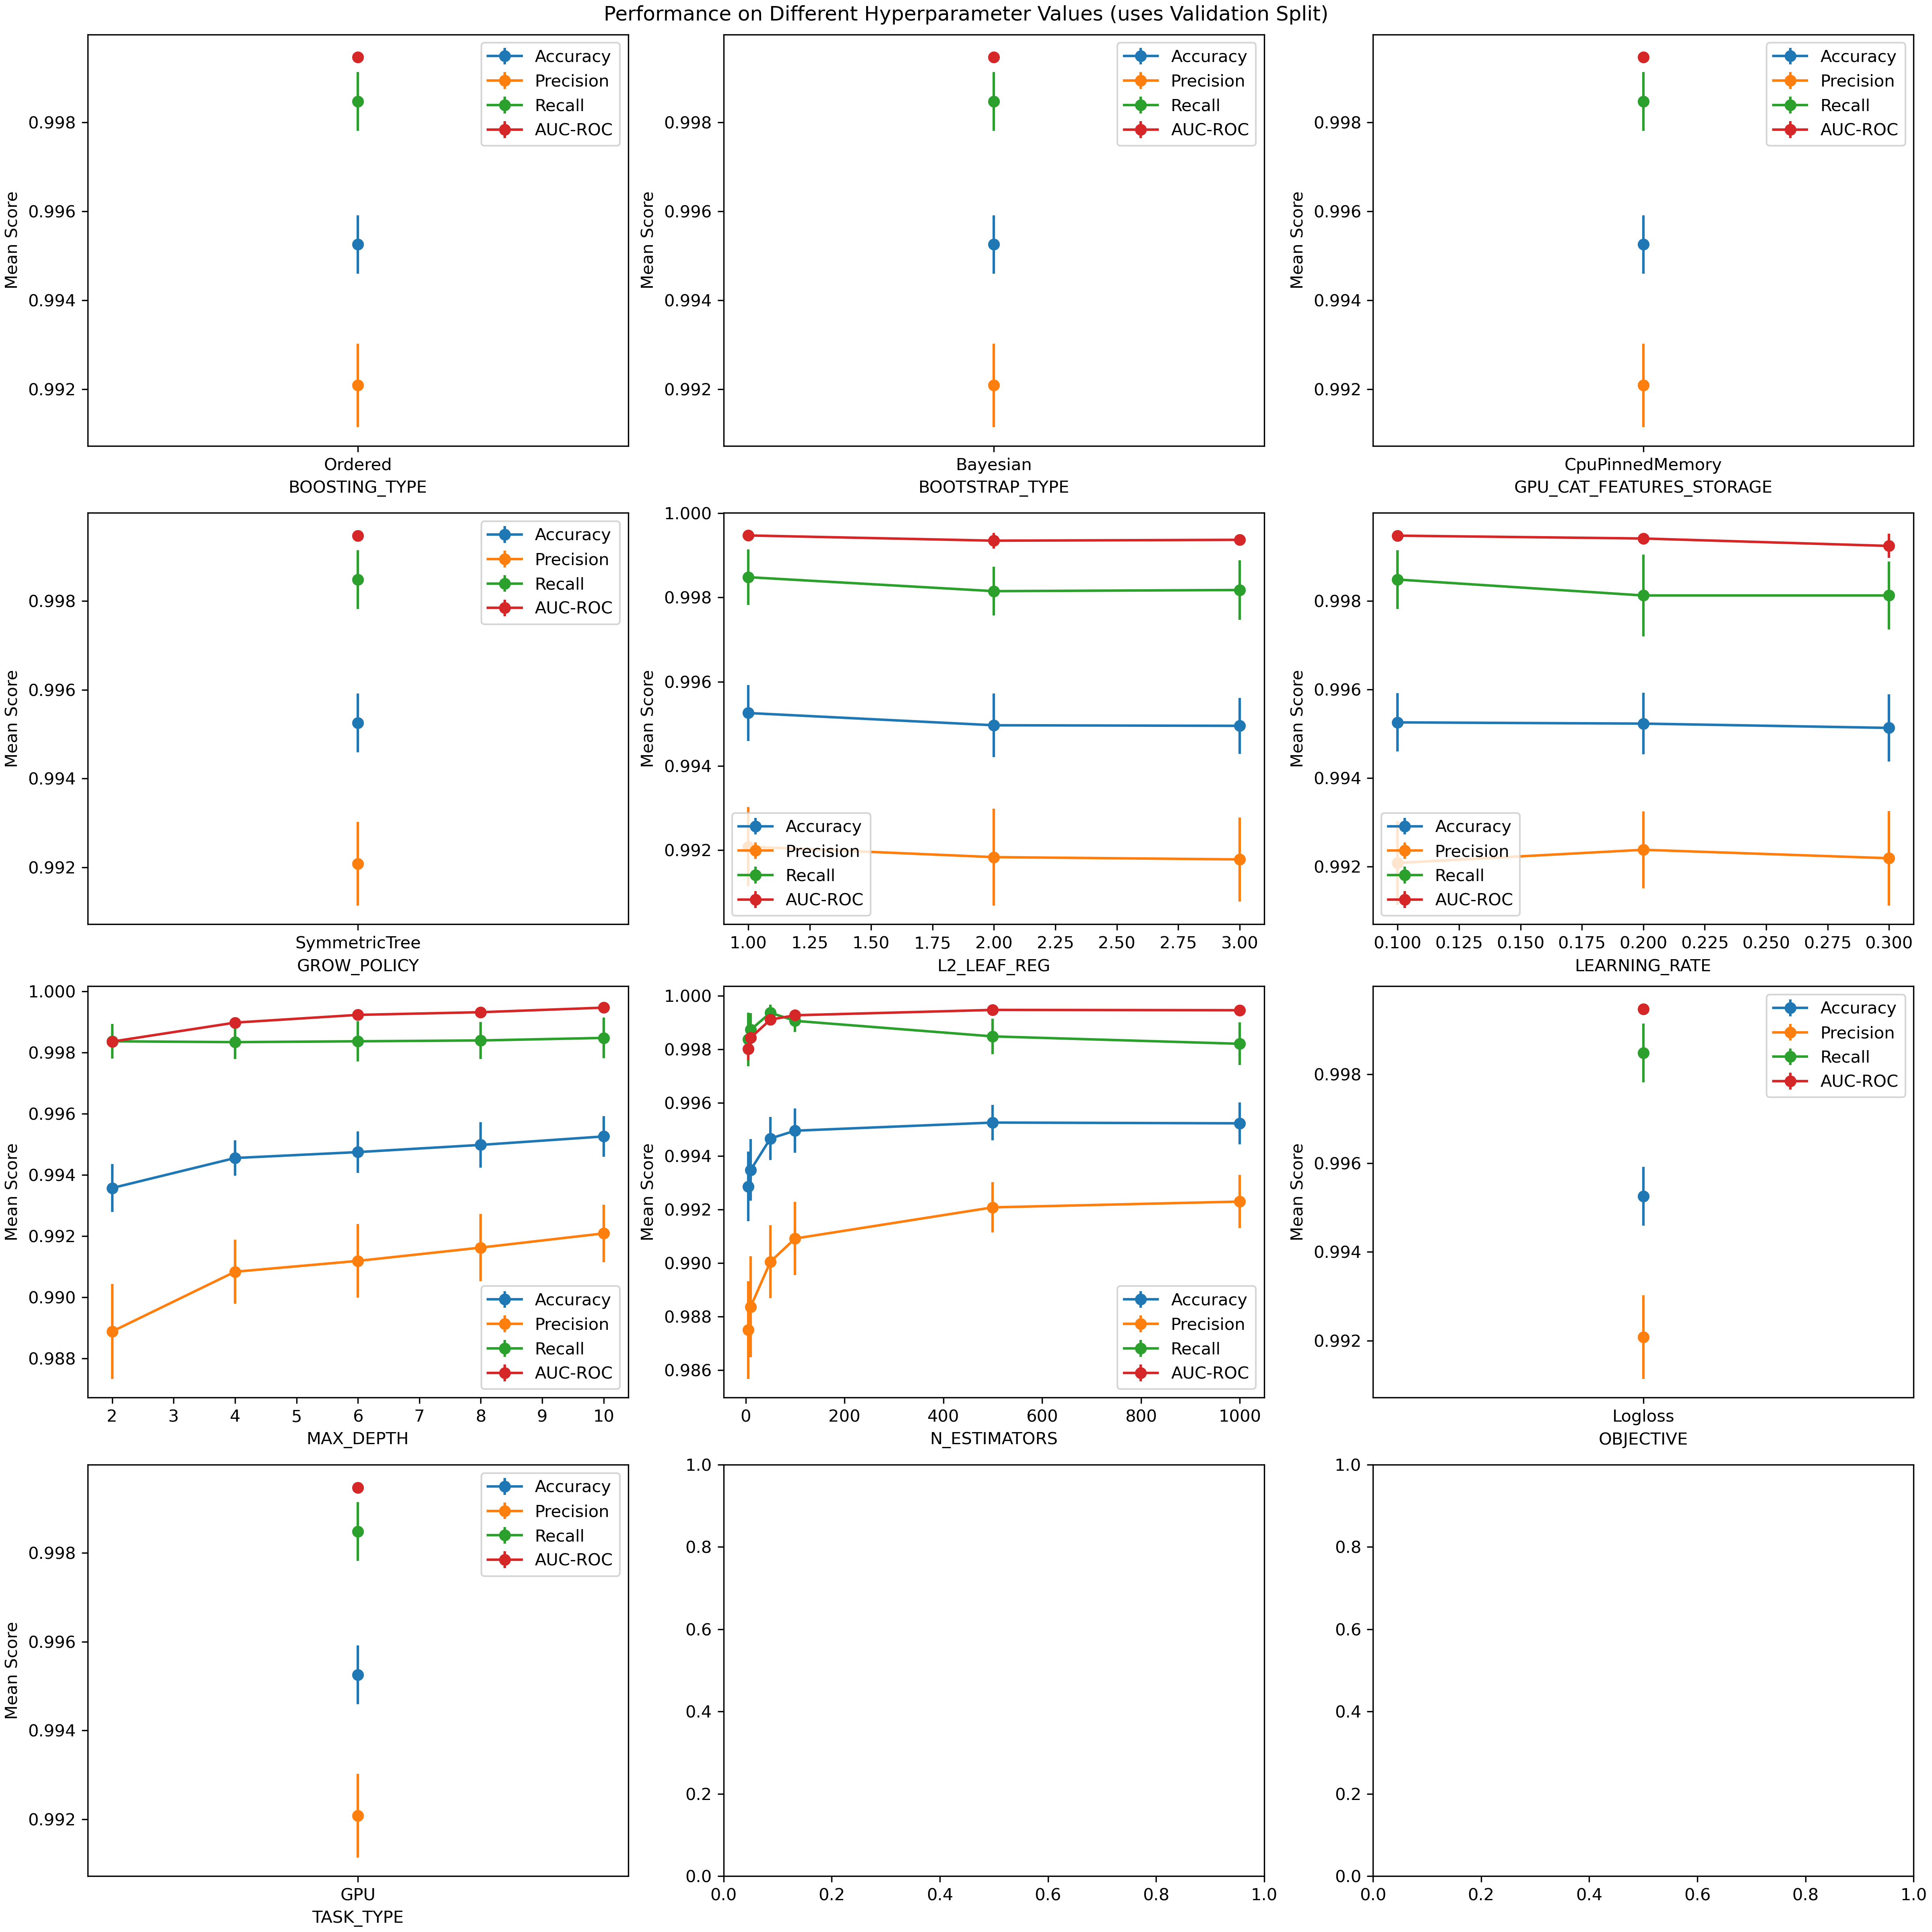 Performance on Different Hyperparameter Values (uses Validation Split)
Mean Score
0.998
0.996
0.994
0.992
Accuracy
Precision
Recall
AUC-ROC
Ordered
BOOSTING_TYPE
Mean Score
0.998
0.996
0.994
0.992
Accuracy
Precision
Recall
AUC-ROC
Bayesian
BOOTSTRAP_TYPE
Mean Score
0.998
0.996
0.994
0.992
Accuracy
Precision
Recall
AUC-ROC
CpuPinnedMemory
GPU_CAT_FEATURES_STORAGE
Mean Score
0.998
0.996
0.994
0.992
Accuracy
Precision
Recall
AUC-ROC
SymmetricTree
GROW_POLICY
Mean Score
1.000
0.998
0.996
0.994
0.992
Accuracy
Precision
Recall
AUC-ROC
1.00 1.25 1.50 1.75 2.00 2.25 2.50 2.75 3.00
L2_LEAF_REG
Mean Score
0.998
0.996
0.994
0.992
Accuracy
Precision
Recall
AUC-ROC
0.100 0.125 0.150 0.175 0.200 0.225 0.250 0.275 0.300
LEARNING_RATE
Mean Score
1.000
0.998
0.996
0.994
0.992
0.990
0.988
Accuracy
Precision
Recall
AUC-ROC
2 3 4 5 6 7 8 9 10
MAX_DEPTH
Mean Score
1.000
0.998
0.996
0.994
0.992
0.990
0.988
0.986
Accuracy
Precision
Recall
AUC-ROC
0 200 400 600 800 1000
N_ESTIMATORS
Mean Score
0.998
0.996
0.994
0.992
Accuracy
Precision
Recall
AUC-ROC
Logloss
OBJECTIVE
Mean Score
0.998
0.996
0.994
0.992
Accuracy
Precision
Recall
AUC-ROC
GPU
TASK_TYPE
1.0
0.8
0.6
0.4
0.2
0.0
0.0 0.2 0.4 0.6 0.8 1.0
1.0
0.8
0.6
0.4
0.2
0.0
0.0 0.2 0.4 0.6 0.8 1.0